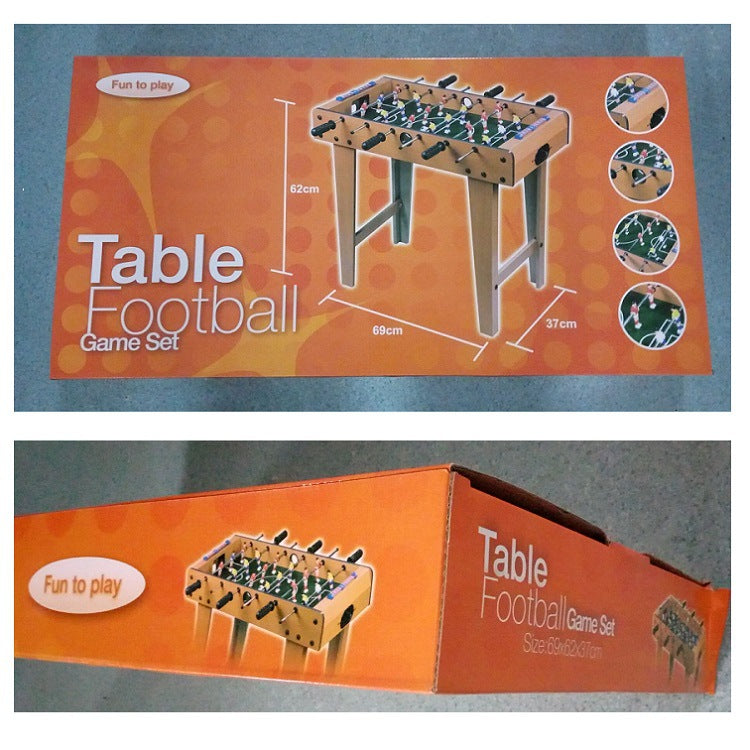 Fun to play
62cm
Table
Football
Game Set
69cm
37cm
Fun to play
Table
Football Game Set
Size:69x62x37cm